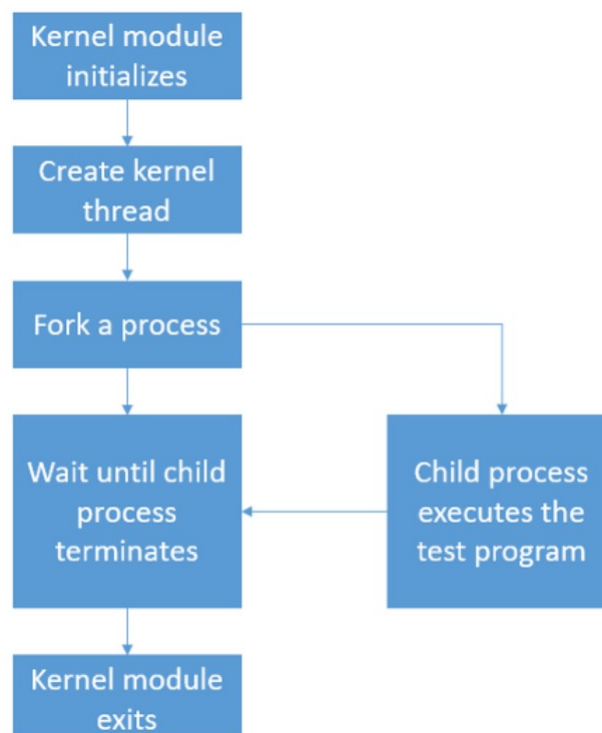 Kernel module
initializes
Create kernel
thread
Fork a process
Wait until child
process
terminates
Child process
executes the
test program
Kernel module
exits